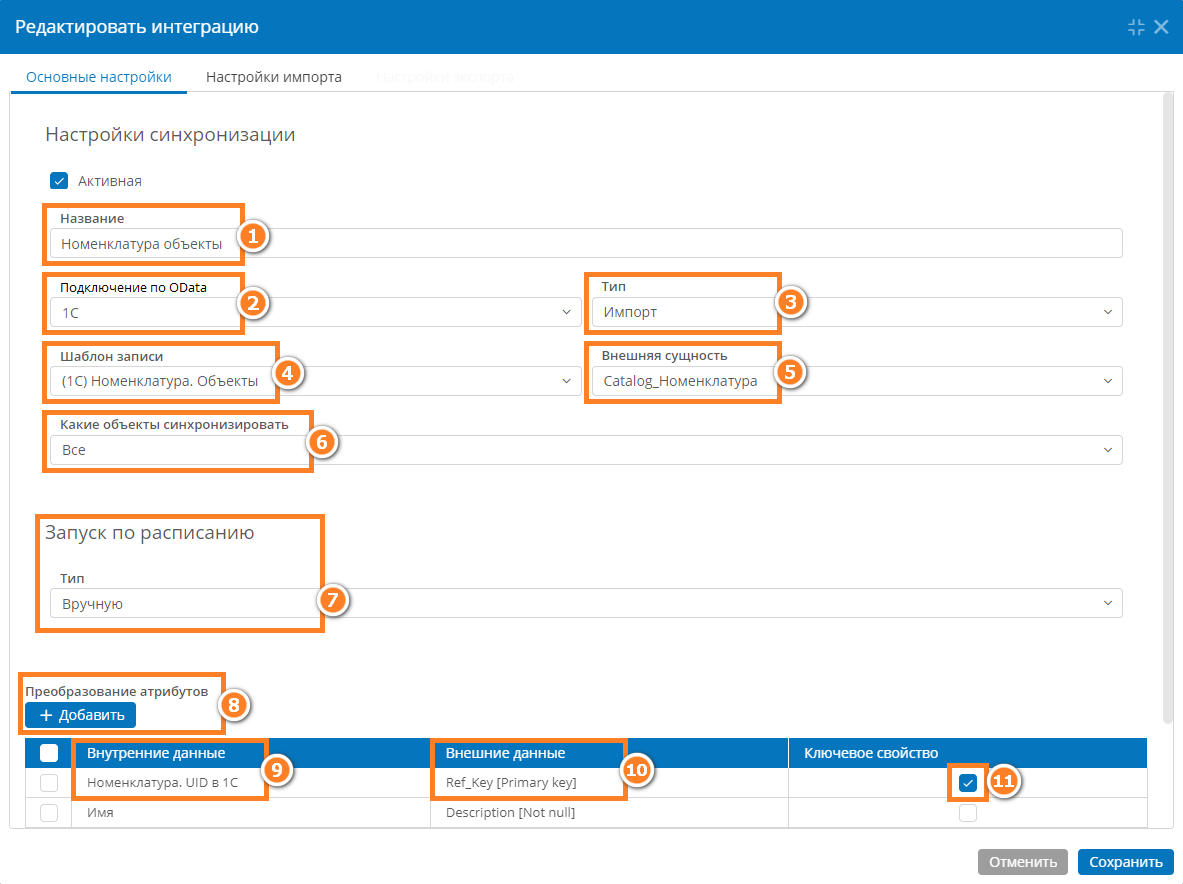 Редактировать интеграцию
Основные настройки Настройки импорта Настройки экспорта
Настройки синхронизации
Активная
Название
Номенклатура объекты
1
Подключение по OData
1С
2
Тип
Импорт
3
Шаблон записи
(1С) Номенклатура. Объекты
4
Внешняя сущность
Catalog_Номенклатура
5
Какие объекты синхронизировать
Все
6
Запуск по расписанию
Тип
Вручную
7
Преобразование атрибутов
+ Добавить
8
Внутренние данные Внешние данные Ключевое свойство
9
10
Номенклатура. UID в 1С Ref_Key [Primary key]
11
Имя Description [Not null]
Отменить Сохранить